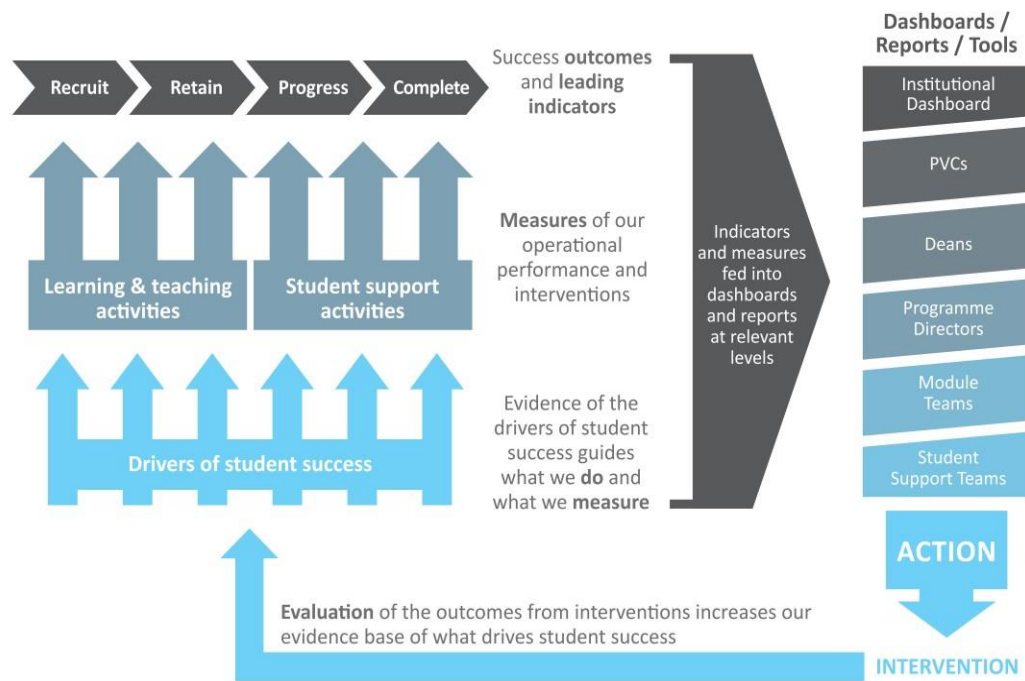 Recruit
Retain
Progress
Complete
Success outcomes
and leading
indicators
Learning & teaching
activities
Student support
activities
Measures of our
operational
performance and
interventions
Drivers of student success
Evidence of the
drivers of student
success guides
what we do and
what we measure
Indicators
and measures
fed into
dashboards
and reports
at relevant
levels
Dashboards /
Reports / Tools
Institutional
Dashboard
PVCs
Deans
Programme
Directors
Module
Teams
Student
Support Teams
ACTION
INTERVENTION
Evaluation of the outcomes from interventions increases our
evidence base of what drives student success